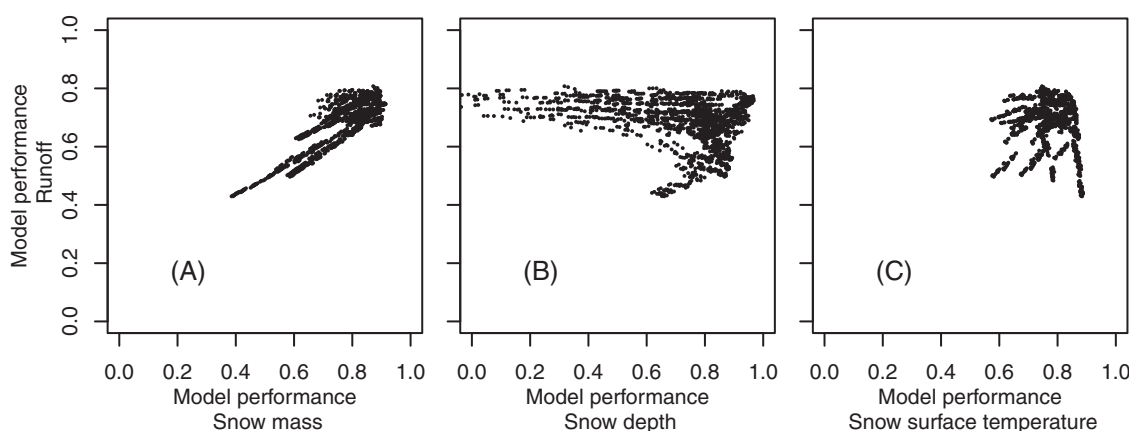 Model performance
Runoff
0.0 0.2 0.4 0.6 0.8 1.0
(A)
0.0 0.2 0.4 0.6 0.8 1.0
Model performance
Snow mass
(B)
0.0 0.2 0.4 0.6 0.8 1.0
Model performance
Snow depth
(C)
0.0 0.2 0.4 0.6 0.8 1.0
Model performance
Snow surface temperature